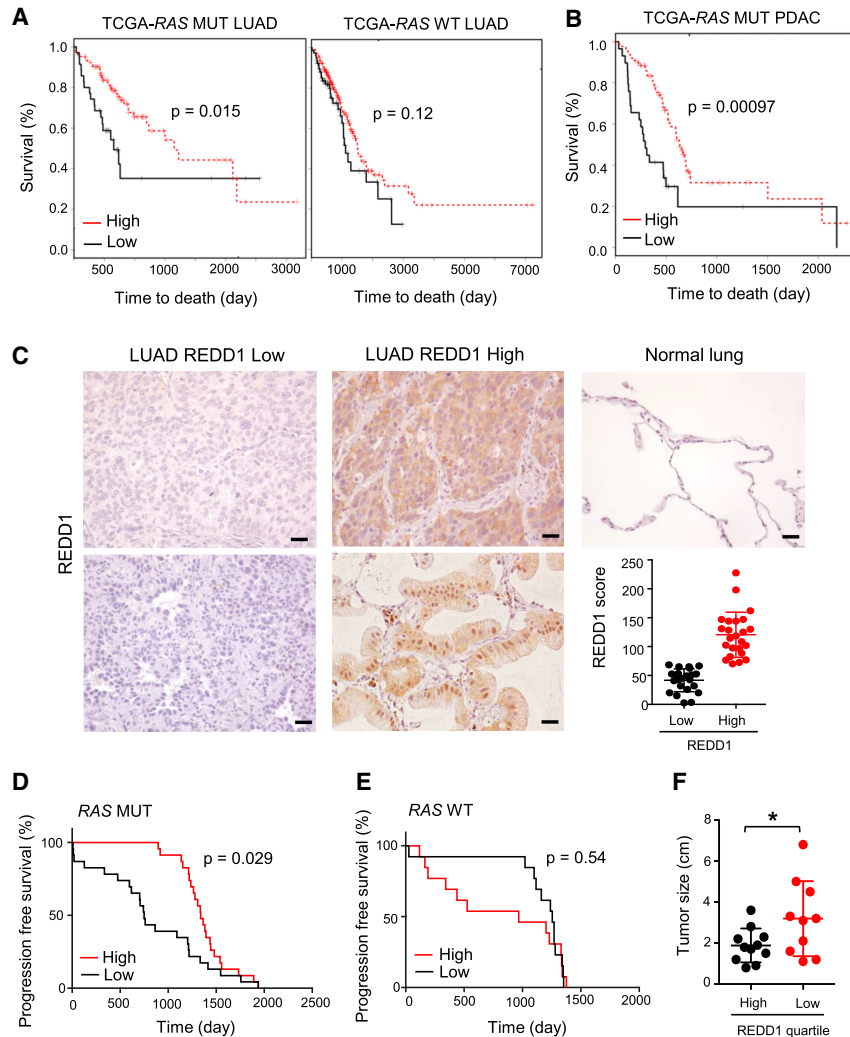 A
TCGA-RAS MUT LUAD
TCGA-RAS WT LUAD
B
TCGA-RAS MUT PDAC
Survival (%)
1.0
0.8
0.6
0.4
0.2
0.0
p = 0.015
High
Low
500
1000
2000
3000
Time to death (day)
p = 0.12
High
Low
1000
3000
5000
7000
Time to death (day)
Survival (%)
1.0
0.8
0.6
0.4
0.2
0.0
p = 0.00097
High
Low
0
500
1000
1500
2000
Time to death (day)
C
LUAD REDD1 Low
LUAD REDD1 High
Normal lung
REDD1
REDD1 score
250
200
150
100
50
0
Low
High
REDD1
D
RAS MUT
Progression free survival (%)
100
50
0
p = 0.029
High
Low
0
500
1000
1500
2000
2500
Time (day)
E
RAS WT
Progression free survival (%)
100
50
0
p = 0.54
High
Low
0
500
1000
2000
Time (day)
F
Tumor size (cm)
8
6
4
2
0
*
High
Low
REDD1 quartile